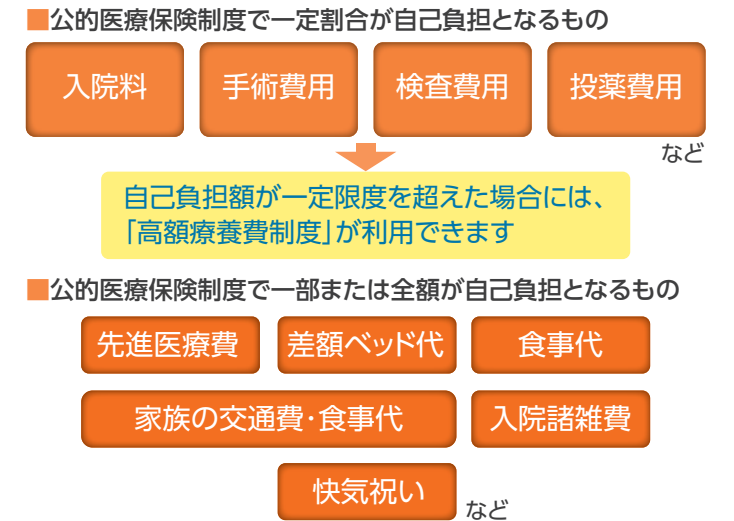 ■公的医療保険制度で一定割合が自己負担となるもの
入院料 手術費用 検査費用 投薬費用
など
自己負担額が一定限度を超えた場合には、
「高額療養費制度」が利用できます
■公的医療保険制度で一部または全額が自己負担となるもの
先進医療費 差額ベッド代 食事代
家族の交通費・食事代 入院諸雑費
快気祝い など